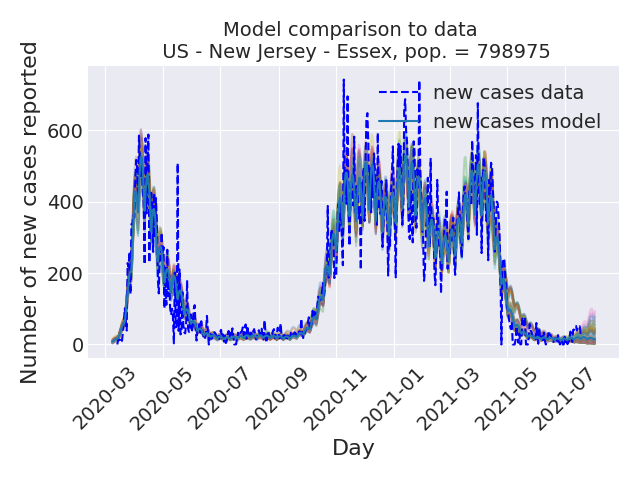 Model comparison to data
US - New Jersey - Essex, pop. = 798975
Number of new cases reported
600
400
200
0
new cases data
new cases model
2020-03
2020-05
2020-07
2020-09
2020-11
2021-01
2021-03
2021-05
2021-07
Day